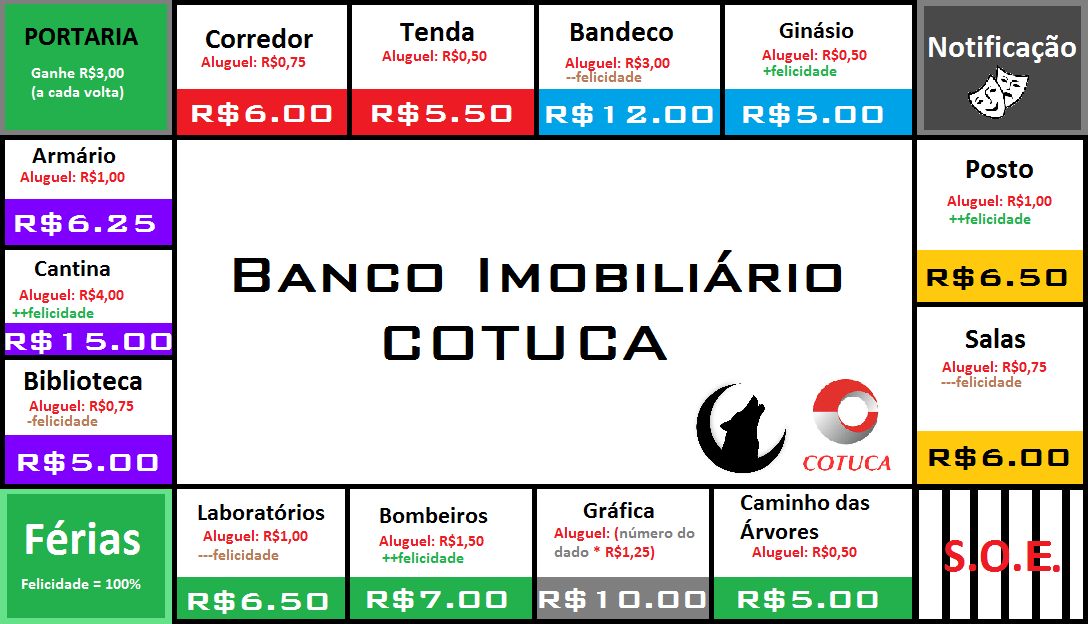 PORTARIA
Ganhe R$3,00
(a cada volta)
Corredor
Aluguel: R$0,75
R$6.00
Tenda
Aluguel: R$0,50
R$5.50
Bandeco
Aluguel: R$3,00
--felicidade
R$12.00
Ginásio
Aluguel: R$0,50
+felicidade
R$5.00
Notificação
Armário
Aluguel: R$1,00
R$6.25
Cantina
Aluguel: R$4,00
++felicidade
R$15.00
Biblioteca
Aluguel: R$0,75
-felicidade
R$5.00
Banco Imobiliário
COTUCA
COTUCA
Posto
Aluguel: R$1,00
++felicidade
R$6.50
Salas
Aluguel: R$0,75
---felicidade
R$6.00
Férias
Felicidade = 100%
Laboratórios
Aluguel: R$1,00
---felicidade
R$6.50
Bombeiros
Aluguel: R$1,50
++felicidade
R$7.00
Gráfica
Aluguel: (número do
dado * R$1,25)
R$10.00
Caminho das
Árvores
Aluguel: R$0,50
R$5.00
S.O.E.